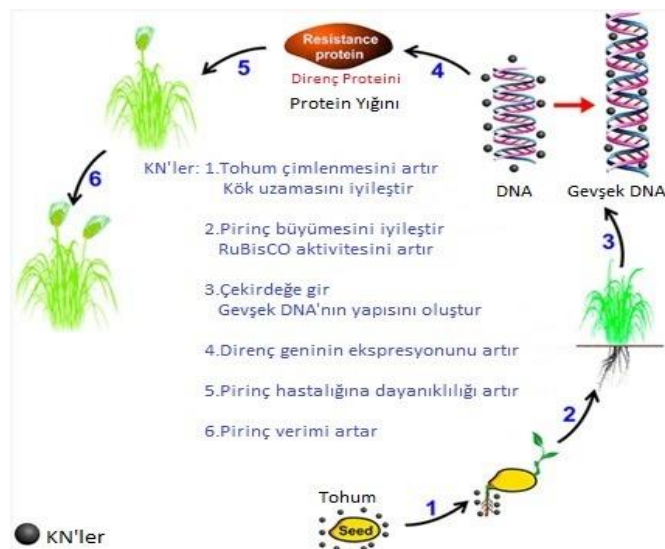 Resistance
protein
Direnç Proteini
Protein Yığını
5
4
DNA
Gevşek DNA
6
3
KN'ler: 1.Tohum çimlenmesini artır
Kök uzamasını iyileştir
2.Pirinç büyümesini iyileştir
RuBisCO aktivitesini artır
3.Çekirdeğe gir
Gevşek DNA'nın yapısını oluştur
4.Direnç geninin ekspresyonunu artır
5.Pirinç hastalığına dayanıklılığı artır
6.Pirinç verimi artar
2
Tohum
Seed
1
KN'ler